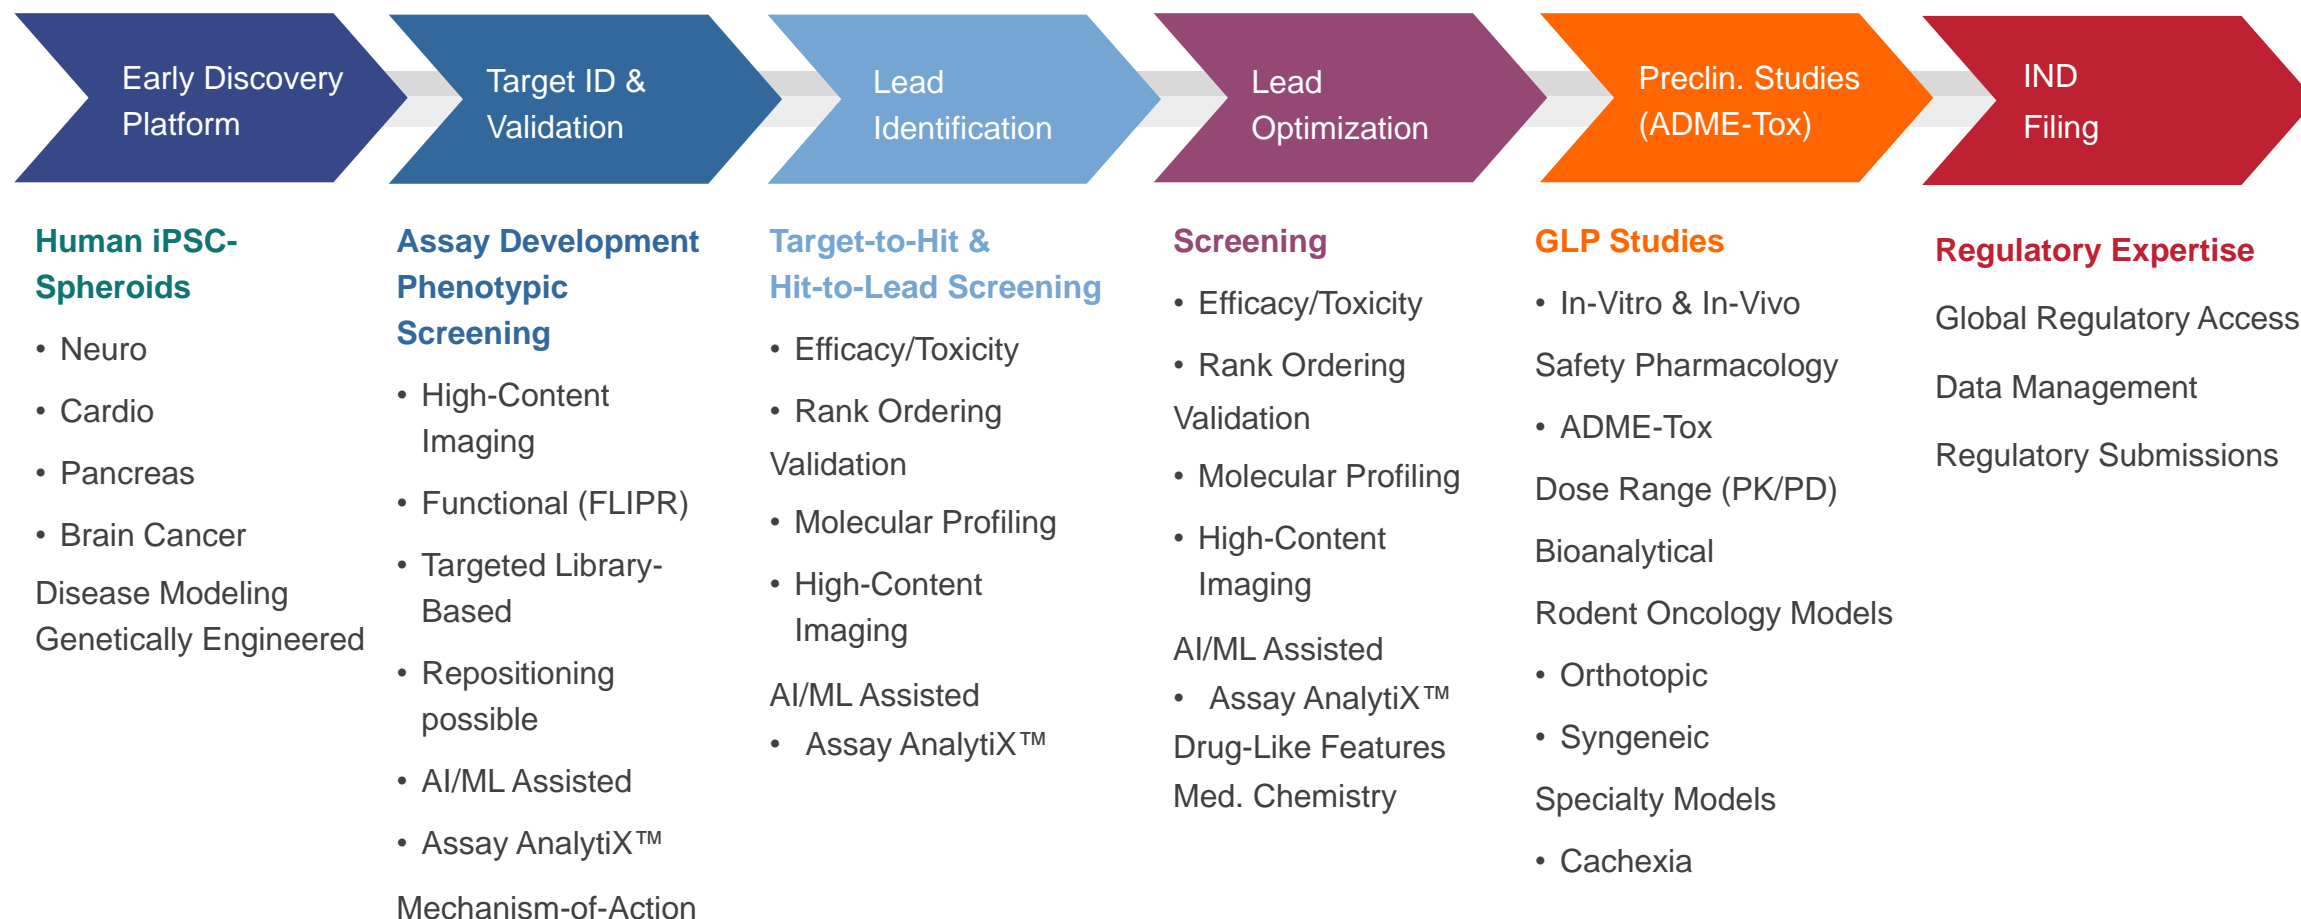 Early Discovery
Platform
Target ID &
Validation
Lead
Identification
Lead
Optimization
Preclin. Studies
(ADME-Tox)
IND
Filing
Human iPSC-
Spheroids
• Neuro
• Cardio
• Pancreas
• Brain Cancer
Disease Modeling
Genetically Engineered
Assay Development
Phenotypic
Screening
• High-Content
Imaging
• Functional (FLIPR)
• Targeted Library-
Based
• Repositioning
possible
• AI/ML Assisted
• Assay AnalytiX™
Mechanism-of-Action
Target-to-Hit &
Hit-to-Lead Screening
• Efficacy/Toxicity
• Rank Ordering
Validation
• Molecular Profiling
• High-Content
Imaging
AI/ML Assisted
• Assay AnalytiX™
Screening
• Efficacy/Toxicity
• Rank Ordering
Validation
• Molecular Profiling
• High-Content
Imaging
AI/ML Assisted
• Assay AnalytiX™
Drug-Like Features
Med. Chemistry
GLP Studies
• In-Vitro & In-Vivo
Safety Pharmacology
• ADME-Tox
Dose Range (PK/PD)
Bioanalytical
Rodent Oncology Models
• Orthotopic
• Syngeneic
Specialty Models
• Cachexia
Regulatory Expertise
Global Regulatory Access
Data Management
Regulatory Submissions